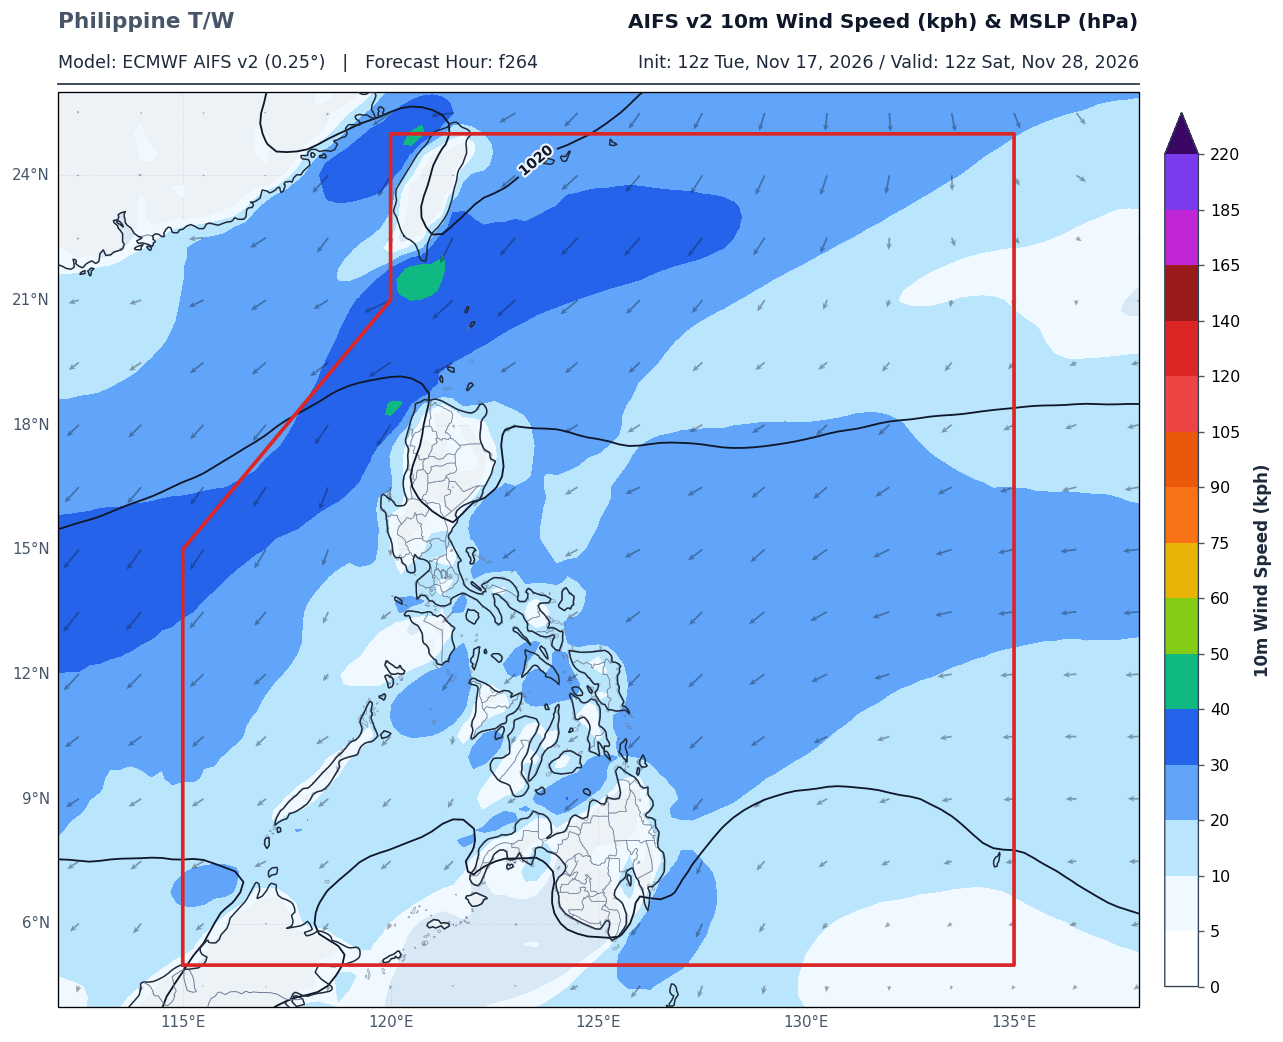 Philippine T/W
AIFS v2 10m Wind Speed (kph) & MSLP (hPa)
Model: ECMWF AIFS v2 (0.25°) | Forecast Hour: f264
Init: 12z Tue, Nov 17, 2026 / Valid: 12z Sat, Nov 28, 2026
1020
24°N
21°N
18°N
15°N
12°N
9°N
6°N
115°E
120°E
125°E
130°E
135°E
220
185
165
140
120
105
90
75
60
50
40
30
20
10
5
0
10m Wind Speed (kph)